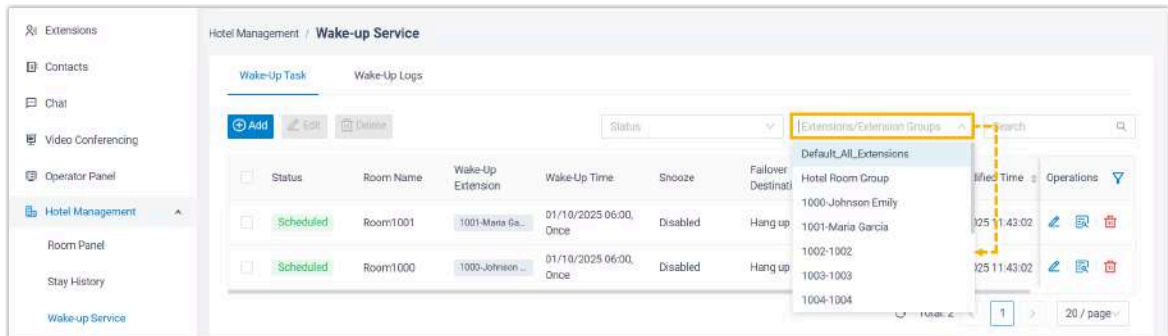 Extensions
Contacts
Chat
Video Conferencing
Operator Panel
Hotel Management
Room Panel
Stay History
Wake-up Service
Hotel Management / Wake-up Service
Wake-Up Task Wake-Up Logs
Add Edit Delete Status Extensions/Extension Groups Search
Default_All_Extensions
Hotel Room Group
1000-Johnson Emily
1001-Maria Garcia
1002-1002
1003-1003
1004-1004
Status Room Name Wake-Up Extension Wake-Up Time Snooze Failover Destinati ified Time Operations
Scheduled Room1001 1001-Maria Ga... 01/10/2025 06:00, Once Disabled Hang up 025 11:43:02
Scheduled Room1000 1000-Johnson ... 01/10/2025 06:00, Once Disabled Hang up 025 11:43:02
Total: 2 1 20 / page